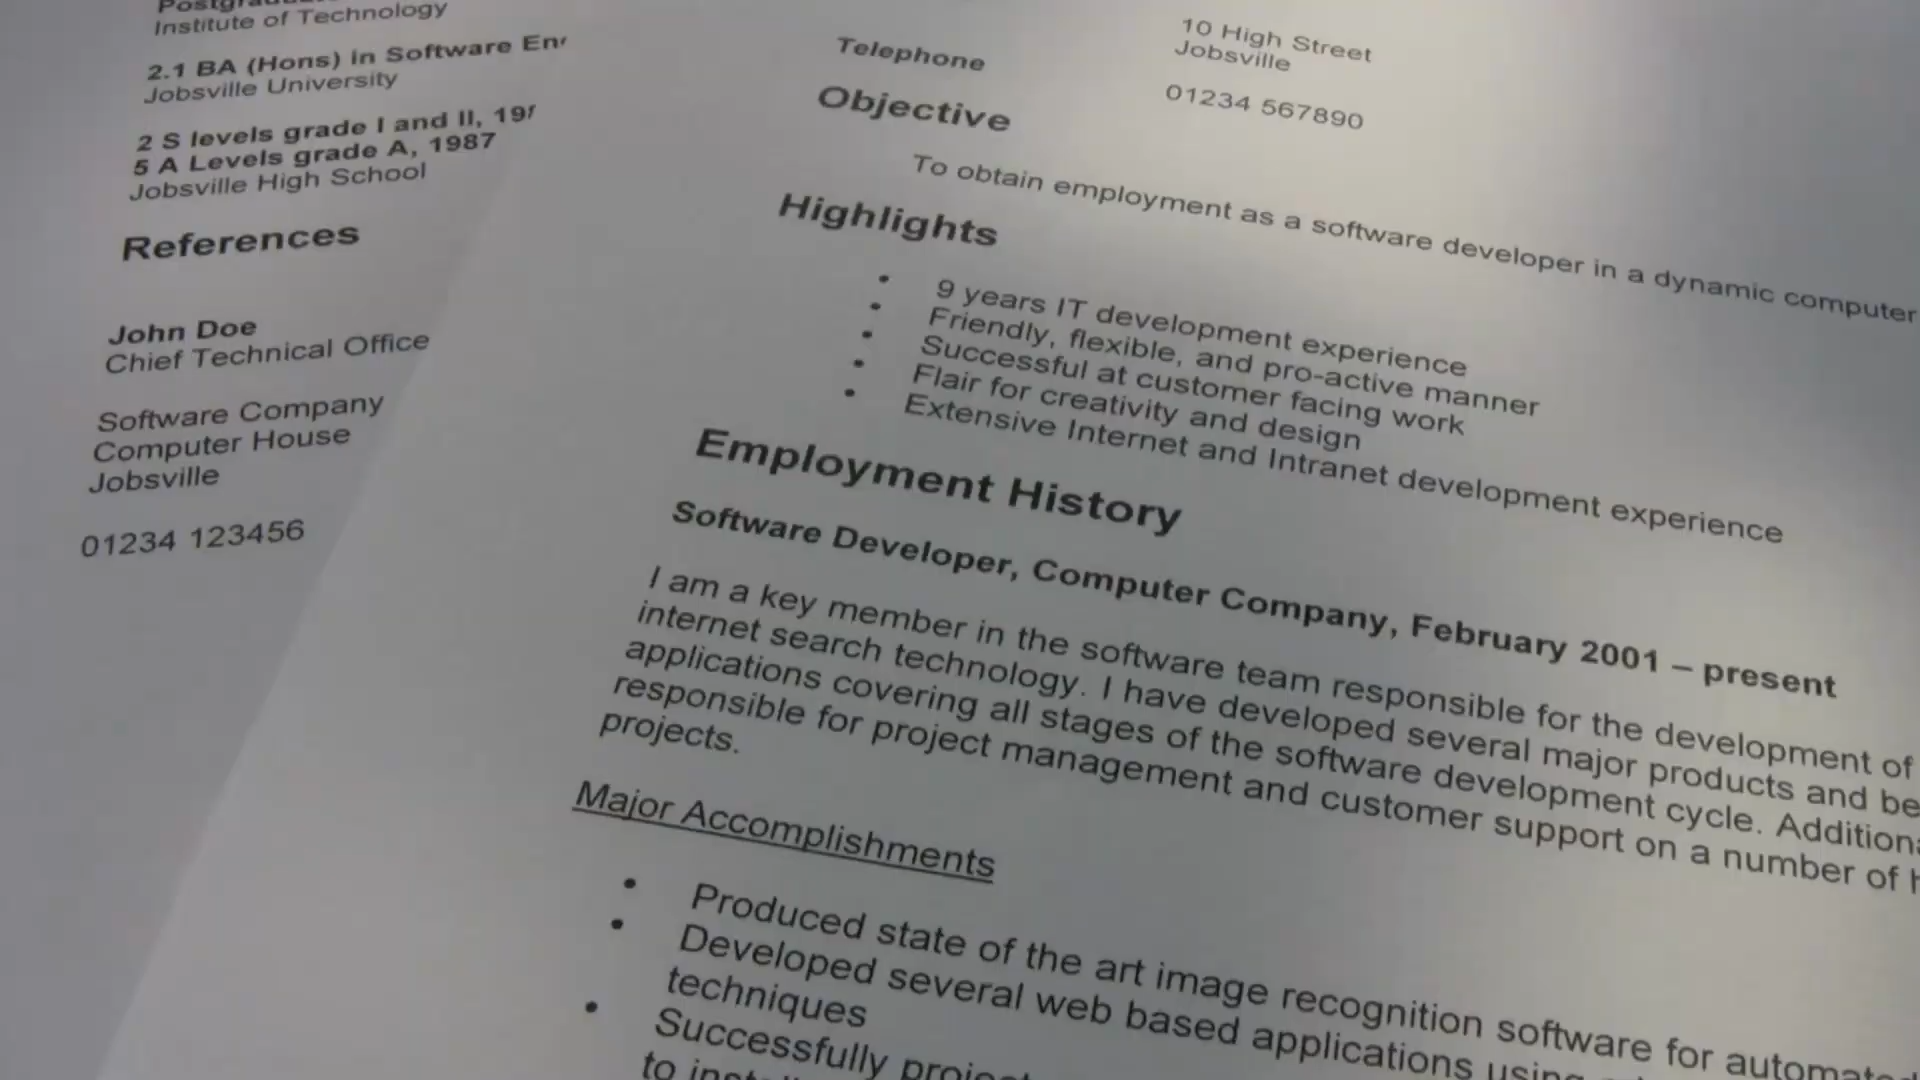 Institute of Technology
2.1 BA (Hons) in Software
Jobsville University
2 S levels grade I and II,
5 A Levels grade A, 1987
Jobsville High School
References
John Doe
Chief Technical Office
Software Company
Computer House
Jobsville
01234 123456
10 High Street
Jobsville
Telephone
01234 567890
Objective
To obtain employment as a software developer in a dynamic computer
Highlights
• 9 years IT development experience
• Friendly, flexible, and pro-active manner
• Successful at customer facing work
• Flair for creativity and design
• Extensive Internet and Intranet development experience
Employment History
Software Developer, Computer Company, February 2001 – present
I am a key member in the software team responsible for the development of
internet search technology. I have developed several major products and be
applications covering all stages of the software development cycle. Addition
responsible for project management and customer support on a number of
projects.
Major Accomplishments
• Produced state of the art image recognition software for automated
• Developed several web based applications using
techniques
• Successfully
to